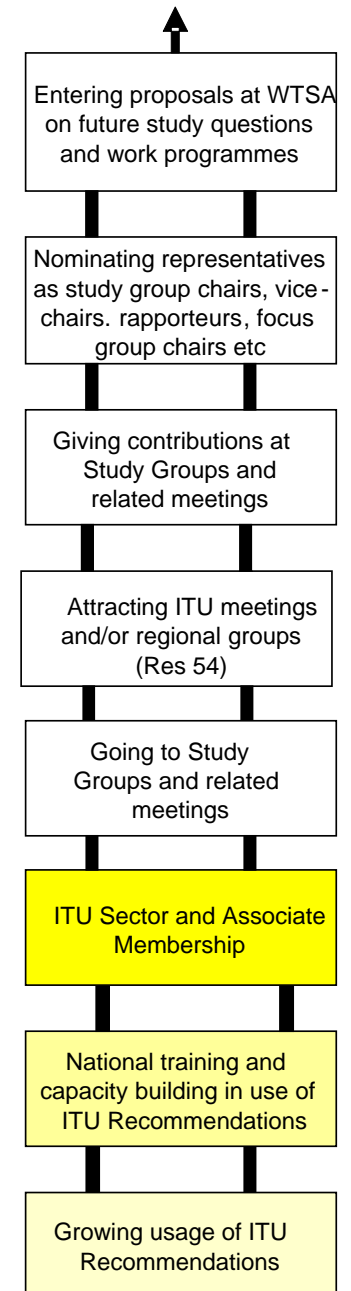 Entering proposals at WTSA
on future study questions
and work programmes
Nominating representatives
as study group chairs, vice-
chairs. rapporteurs, focus
group chairs etc
Giving contributions at
Study Groups and
related meetings
Attracting ITU meetings
and/or regional groups
(Res 54)
Going to Study
Groups and related
meetings
ITU Sector and Associate
Membership
National training and
capacity building in use of
ITU Recommendations
Growing usage of ITU
Recommendations